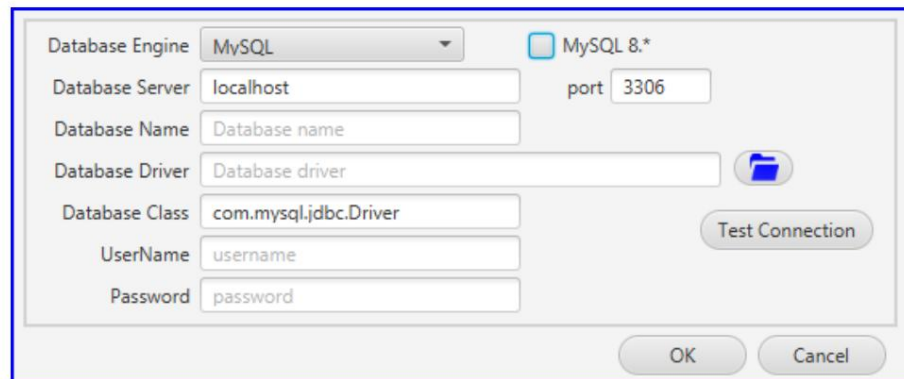 Database Engine MySQL MySQL 8.*
Database Server localhost port 3306
Database Name Database name
Database Driver Database driver
Database Class com.mysql.jdbc.Driver
Test Connection
UserName username
Password password
OK Cancel